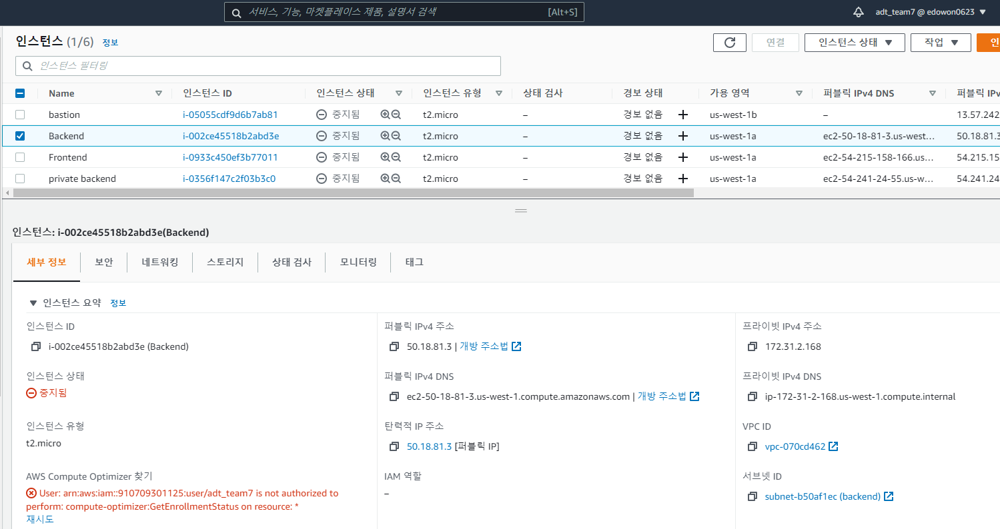 서비스, 기능, 마켓플레이스 제품, 설명서 검색 [Alt+S] adt_team7 @ edowon0623 ▼
인스턴스 (1/6) 정보 연결 인스턴스 상태 ▼ 작업 ▼ 인
인스턴스 필터링
Name 인스턴스 ID 인스턴스 상태 인스턴스 유형 상태 검사 경보 상태 가용 영역 퍼블릭 IPv4 DNS 퍼블릭 IPv
bastion i-05055cdf9d6b7ab81 중지됨 t2.micro – 경보 없음 + us-west-1b – 13.57.242
Backend i-002ce45518b2abd3e 중지됨 t2.micro – 경보 없음 + us-west-1a ec2-50-18-81-3.us-west... 50.18.81.3
Frontend i-0933c450ef3b77011 중지됨 t2.micro – 경보 없음 + us-west-1a ec2-54-215-158-166.us... 54.215.15
private backend i-0356f147c2f03b3c0 중지됨 t2.micro – 경보 없음 + us-west-1a ec2-54-241-24-55.us-w... 54.241.24
인스턴스: i-002ce45518b2abd3e(Backend)
세부 정보 보안 네트워킹 스토리지 상태 검사 모니터링 태그
▼ 인스턴스 요약 정보
인스턴스 ID
i-002ce45518b2abd3e (Backend)
퍼블릭 IPv4 주소
50.18.81.3 | 개방 주소법
프라이빗 IPv4 주소
172.31.2.168
인스턴스 상태
중지됨
퍼블릭 IPv4 DNS
ec2-50-18-81-3.us-west-1.compute.amazonaws.com | 개방 주소법
프라이빗 IPv4 DNS
ip-172-31-2-168.us-west-1.compute.internal
인스턴스 유형
t2.micro
탄력적 IP 주소
50.18.81.3 [퍼블릭 IP]
VPC ID
vpc-070cd462
AWS Compute Optimizer 찾기
User: arn:aws:iam::910709301125:user/adt_team7 is not authorized to
perform: compute-optimizer:GetEnrollmentStatus on resource: *
재시도
IAM 역할
–
서브넷 ID
subnet-b50af1ec (backend)